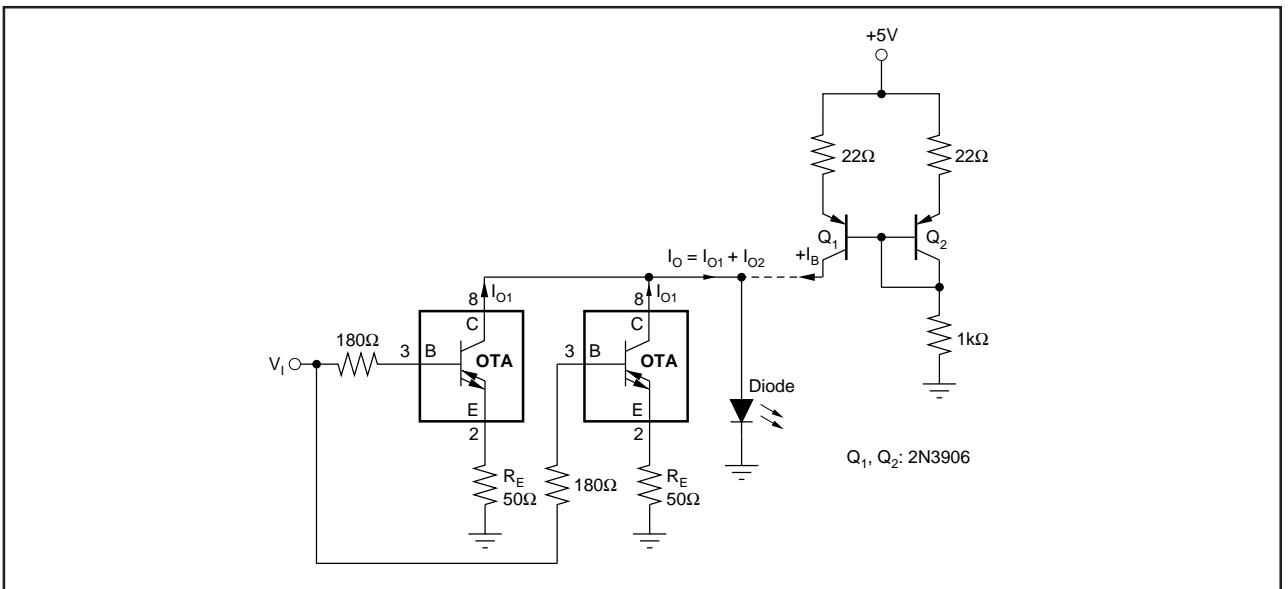 +5V
22Ω
22Ω
Q1
Q2
+IB
IO = IO1 + IO2
8
IO1
8
IO1
C
C
180Ω
3
B
OTA
3
B
OTA
VI
1kΩ
Diode
E
E
2
2
RE
50Ω
180Ω
RE
50Ω
Q1, Q2: 2N3906